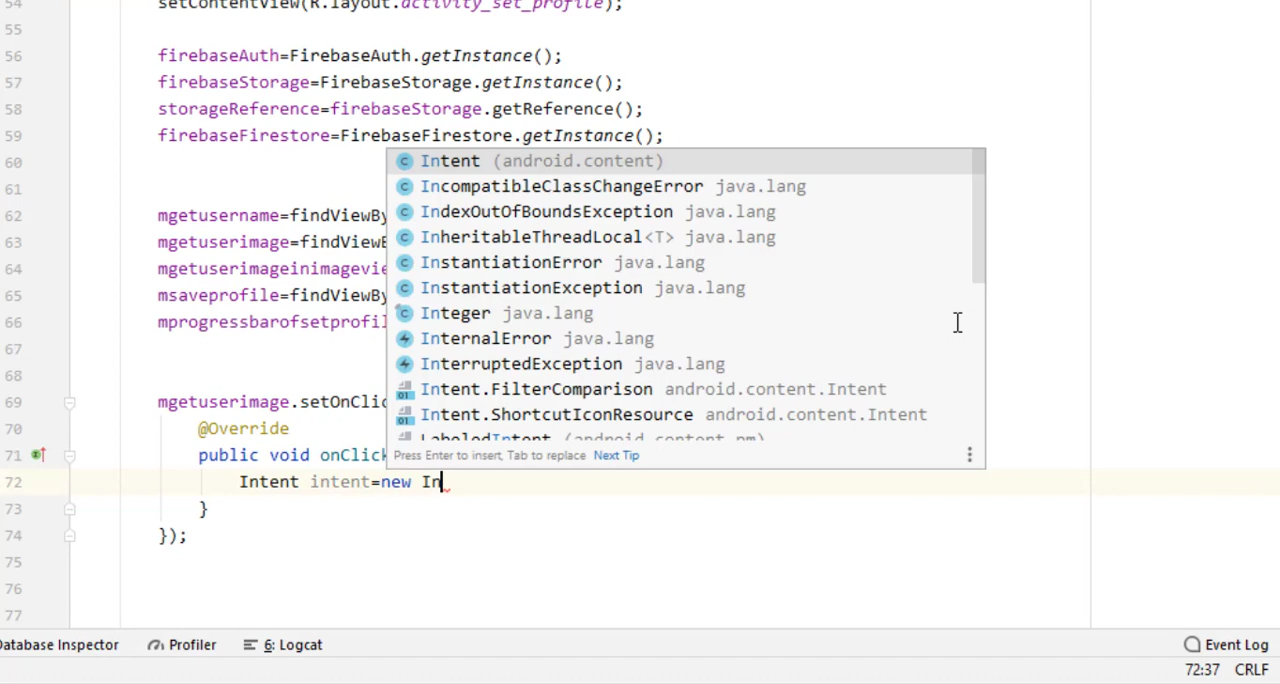 54 setContentView(R.layout.activity_set_profile);
55
56 firebaseAuth=FirebaseAuth.getInstance();
57 firebaseStorage=FirebaseStorage.getInstance();
58 storageReference=firebaseStorage.getReference();
59 firebaseFirestore=FirebaseFirestore.getInstance();
60
61
62 mgetusername=findViewBy
63 mgetuserimage=findViewB
64 mgetuserimageinimagevie
65 msaveprofile=findViewBy
66 mprogressbarofsetprofil
67
68
69 mgetuserimage.setOnClic
70 @Override
71 public void onClick
72 Intent intent=new In
73 }
74 });
75
76
77
Intent (android.content)
IncompatibleClassChangeError java.lang
IndexOutOfBoundsException java.lang
InheritableThreadLocal<T> java.lang
InstantiationError java.lang
InstantiationException java.lang
Integer java.lang
InternalError java.lang
InterruptedException java.lang
Intent.FilterComparison android.content.Intent
Intent.ShortcutIconResource android.content.Intent
LabeledIntent (android.content.pm)
Press Enter to insert, Tab to replace Next Tip
Database Inspector Profiler 6: Logcat Event Log
72:37 CRLF